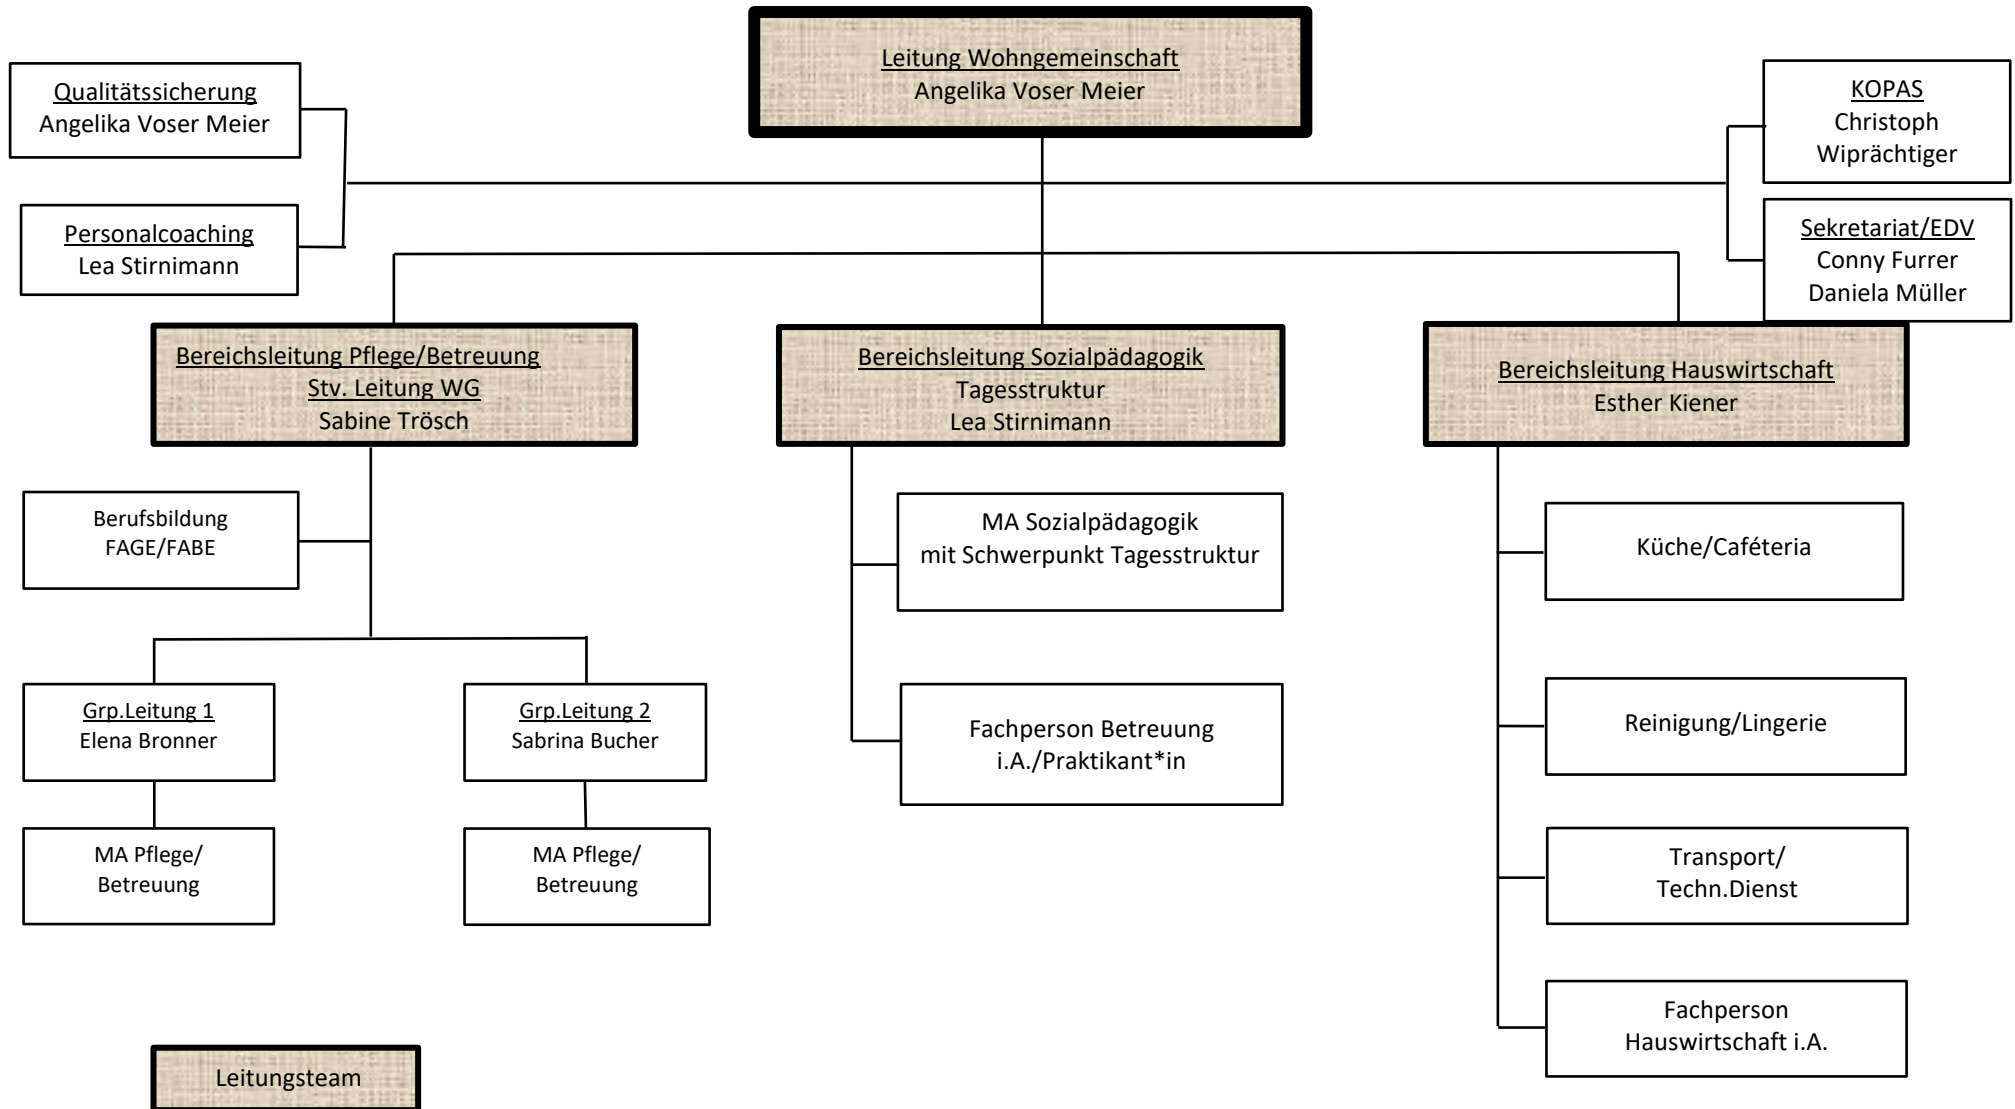 Leitung Wohngemeinschaft
Angelika Voser Meier
Qualitätssicherung
Angelika Voser Meier
Personalcoaching
Lea Stirnimann
KOPAS
Christoph
Wiprächtiger
Sekretariat/EDV
Conny Furrer
Daniela Müller
Bereichsleitung Pflege/Betreuung
Stv. Leitung WG
Sabine Trösch
Bereichsleitung Sozialpädagogik
Tagesstruktur
Lea Stirnimann
Bereichsleitung Hauswirtschaft
Esther Kiener
Berufsbildung
FAGE/FABE
Grp.Leitung 1
Elena Bronner
Grp.Leitung 2
Sabrina Bucher
MA Pflege/
Betreuung
MA Pflege/
Betreuung
MA Sozialpädagogik
mit Schwerpunkt Tagesstruktur
Fachperson Betreuung
i.A./Praktikant*in
Küche/Caféteria
Reinigung/Lingerie
Transport/
Techn.Dienst
Fachperson
Hauswirtschaft i.A.
Leitungsteam